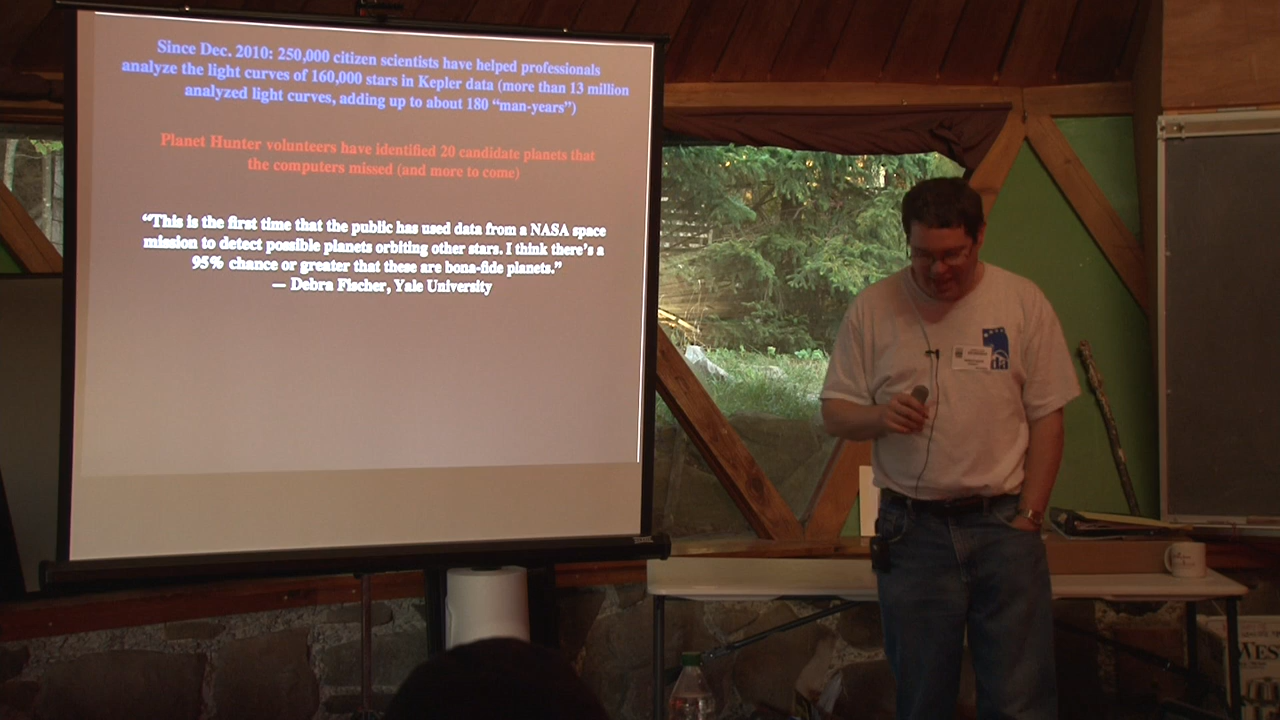 Since Dec. 2010: 250,000 citizen scientists have helped professionals
analyze the light curves of 160,000 stars in Kepler data (more than 13 million
analyzed light curves, adding up to about 180 “man-years”)
Planet Hunter volunteers have identified 20 candidate planets that
the computers missed (and more to come)
“This is the first time that the public has used data from a NASA space
mission to detect possible planets orbiting other stars. I think there’s a
95% chance or greater that these are bona-fide planets.”
— Debra Fischer, Yale University